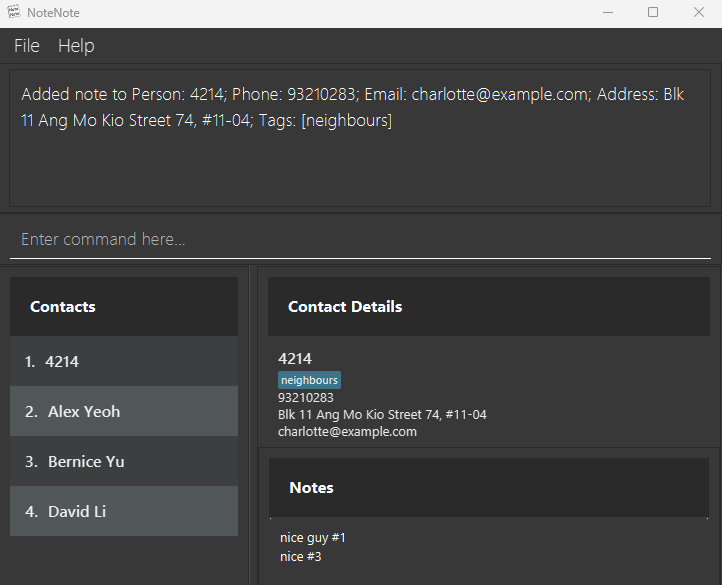 NoteNote
File Help
Added note to Person: 4214; Phone: 93210283; Email: charlotte@example.com; Address: Blk
11 Ang Mo Kio Street 74, #11-04; Tags: [neighbours]
Enter command here...
Contacts
1. 4214
2. Alex Yeoh
3. Bernice Yu
4. David Li
Contact Details
4214
neighbours
93210283
Blk 11 Ang Mo Kio Street 74, #11-04
charlotte@example.com
Notes
nice guy #1
nice #3